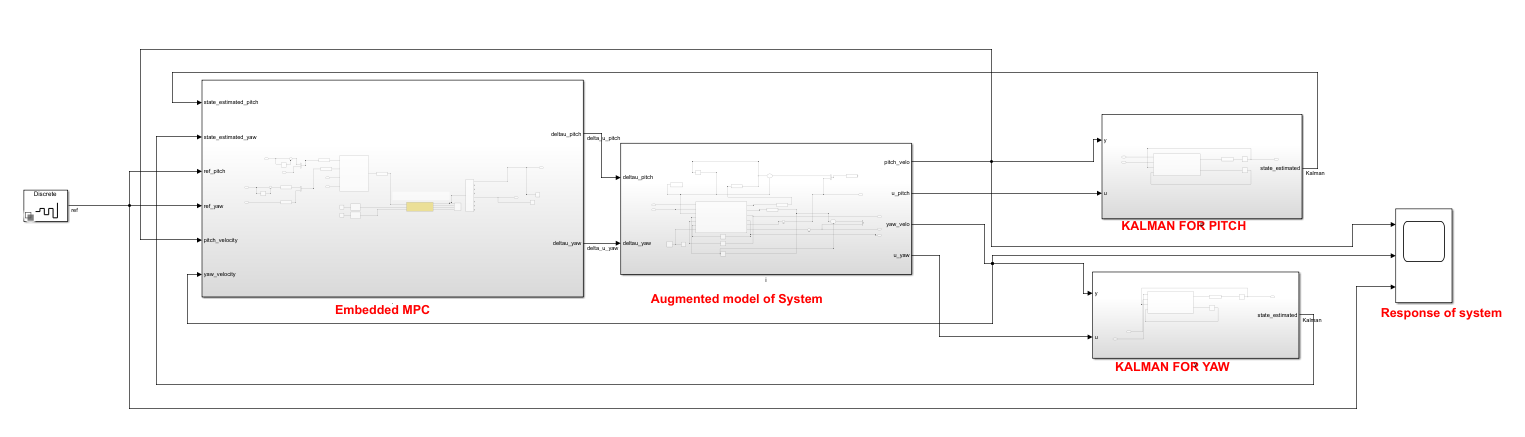 Discrete
ref
state_estimated_pitch
state_estimated_yaw
ref_pitch
ref_yaw
pitch_velocity
yaw_velocity
deltau_pitch
deltau_yaw
Embedded MPC
delta_u_pitch
delta_u_yaw
deltau_pitch
deltau_yaw
pitch_velo
u_pitch
yaw_velo
u_yaw
Augmented model of System
y
u
state_estimated
Kalman
KALMAN FOR PITCH
y
u
state_estimated
Kalman
KALMAN FOR YAW
Response of system